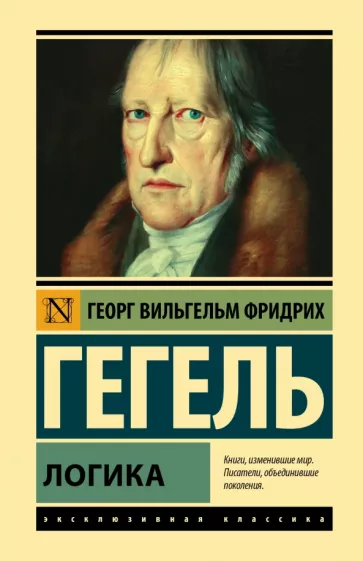 N
ГЕОРГ ВИЛЬГЕЛЬМ ФРИДРИХ
ГЕГЕЛЬ
ЛОГИКА
Книги, изменившие мир.
Писатели, объединившие
поколения.
эксклюзивная классика